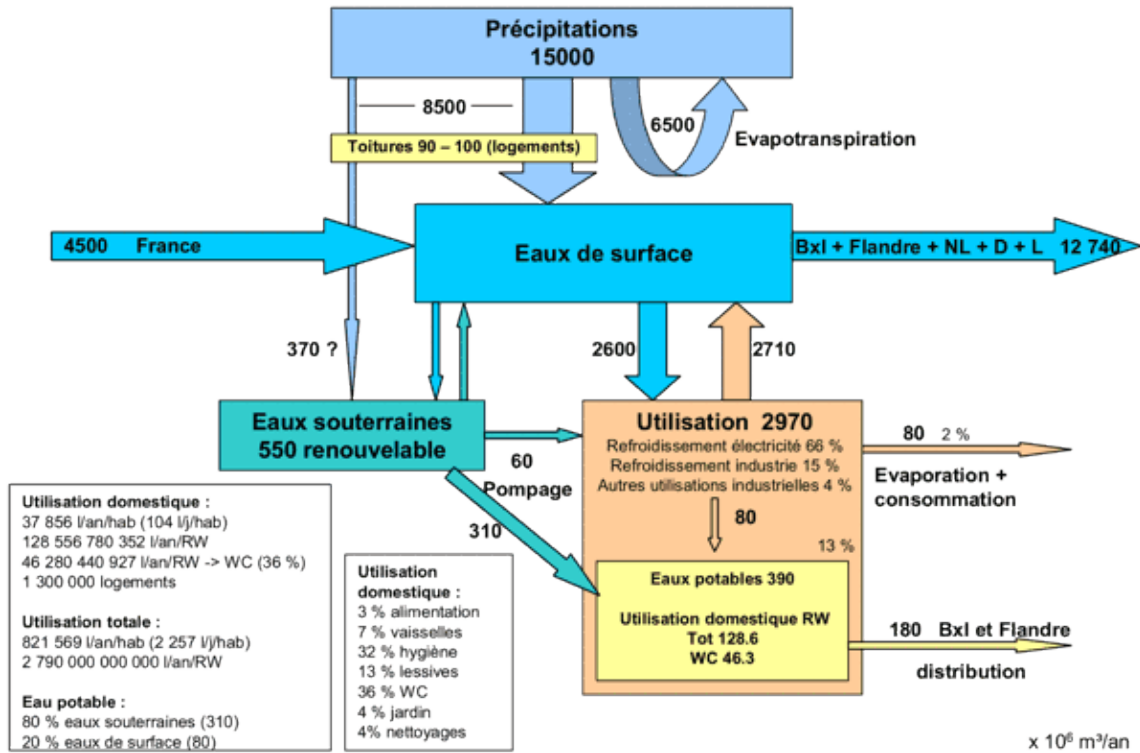 Précipitations
15000
8500
6500
Evapotranspiration
Toitures 90 – 100 (logements)
4500 France
Eaux de surface
Bxl + Flandre + NL + D + L 12 740
370 ?
2600
2710
Eaux souterraines
550 renouvelable
Utilisation 2970
Refroidissement électricité 66 %
Refroidissement industrie 15 %
Autres utilisations industrielles 4 %
80 2 %
Evaporation +
consommation
60
Pompage
310
80
13 %
Eaux potables 390
Utilisation domestique RW
Tot 128.6
WC 46.3
180 Bxl et Flandre
distribution
Utilisation domestique :
37 856 l/an/hab (104 l/j/hab)
128 556 780 352 l/an/RW
46 280 440 927 l/an/RW -> WC (36 %)
1 300 000 logements
Utilisation totale :
821 569 l/an/hab (2 257 l/j/hab)
2 790 000 000 000 l/an/RW
Eau potable :
80 % eaux souterraines (310)
20 % eaux de surface (80)
Utilisation
domestique :
3 % alimentation
7 % vaisselles
32 % hygiène
13 % lessives
36 % WC
4 % jardin
4% nettoyages
x 10⁶ m³/an